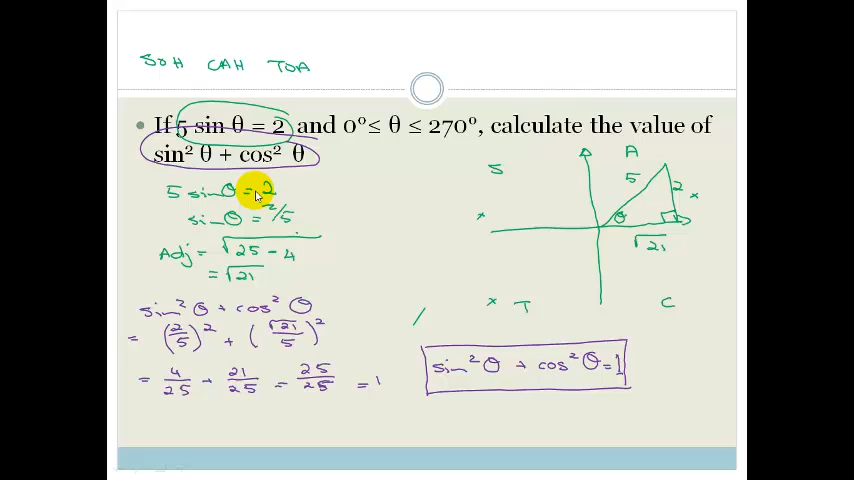 SOH CAH TOA
If 5 sin θ = 2 and 0° ≤ θ ≤ 270°, calculate the value of
sin² θ + cos² θ
5 sinθ = 2
sinθ = 2/5
Adj = √25 - 4
= √21
sin² θ + cos² θ
= (2/5)² + (√21/5)²
= 4/25 + 21/25 = 25/25 = 1
S A
5
2
θ
√21
T C
sin² θ + cos² θ = 1